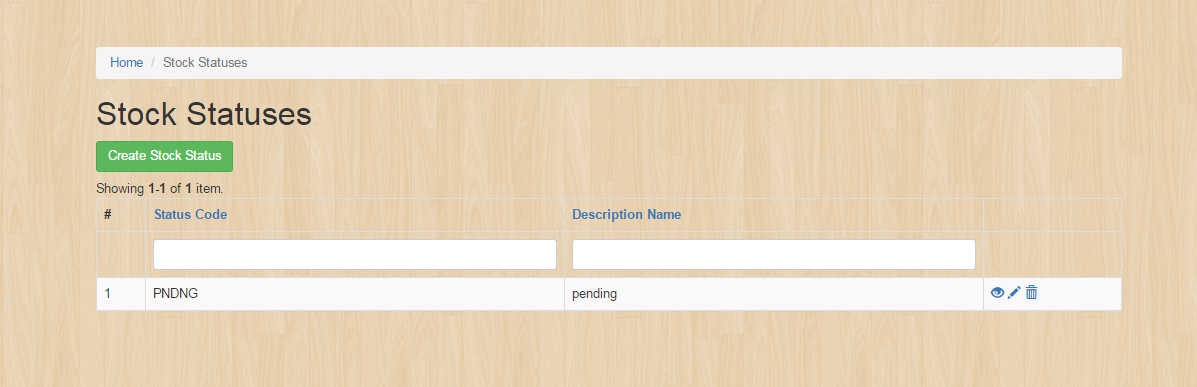 Home / Stock Statuses
Stock Statuses
Create Stock Status
Showing 1-1 of 1 item.
# Status Code Description Name
1 PNDNG pending